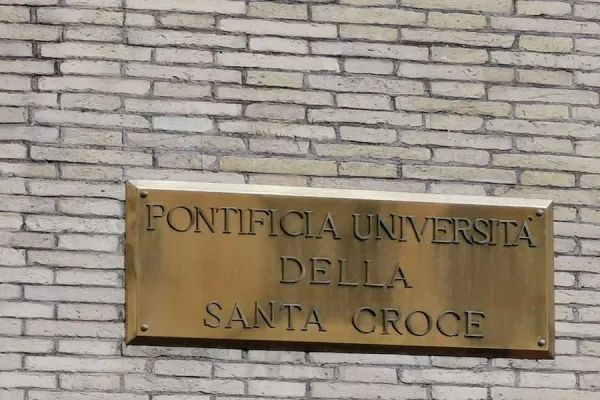 PONTIFICIA UNIVERSITÀ
DELLA
SANTA CROCE